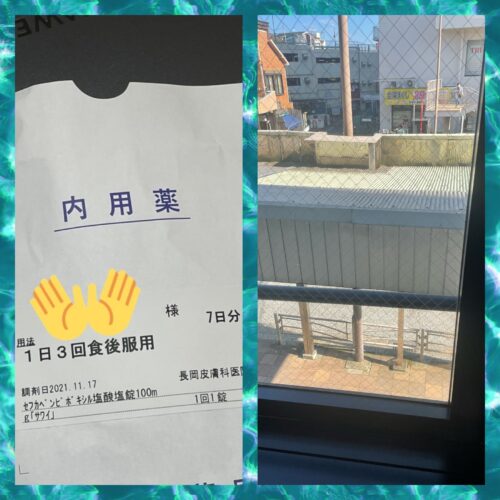 内用薬
様 7日分
用法
1日3回食後服用
調剤日2021.11.17 長岡皮膚科医院
セフカペンピボキシル塩酸塩錠100m 1回1錠
g「サワイ」